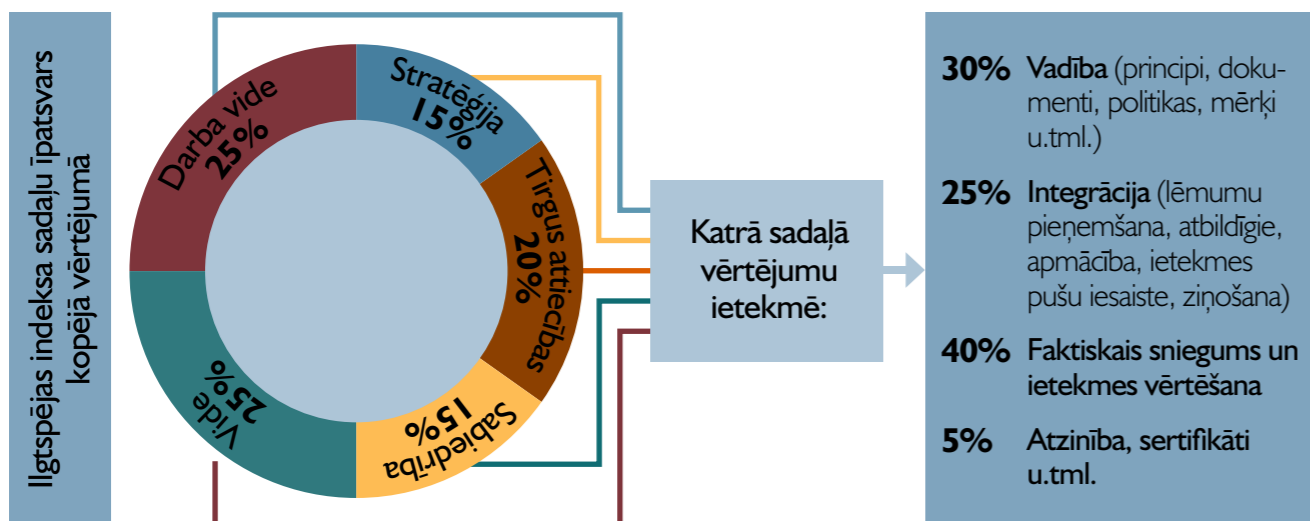 Ilgtspējas indeksa sadaļu īpatsvars
kopējā vērtējumā
Darba vide
25%
Stratēģija
15%
Tirgus attiecības
20%
Sabiedrība
15%
Vide
25%
Katrā sadaļā
vērtējumu
ietekmē:
30% Vadība (principi, doku-
menti, politikas, mērķi
u.tml.)
25% Integrācija (lēmumu
pieņemšana, atbildīgie,
apmācība, ietekmes
pušu iesaiste, ziņošana)
40% Faktiskais sniegums un
ietekmes vērtēšana
5% Atzinība, sertifikāti
u.tml.